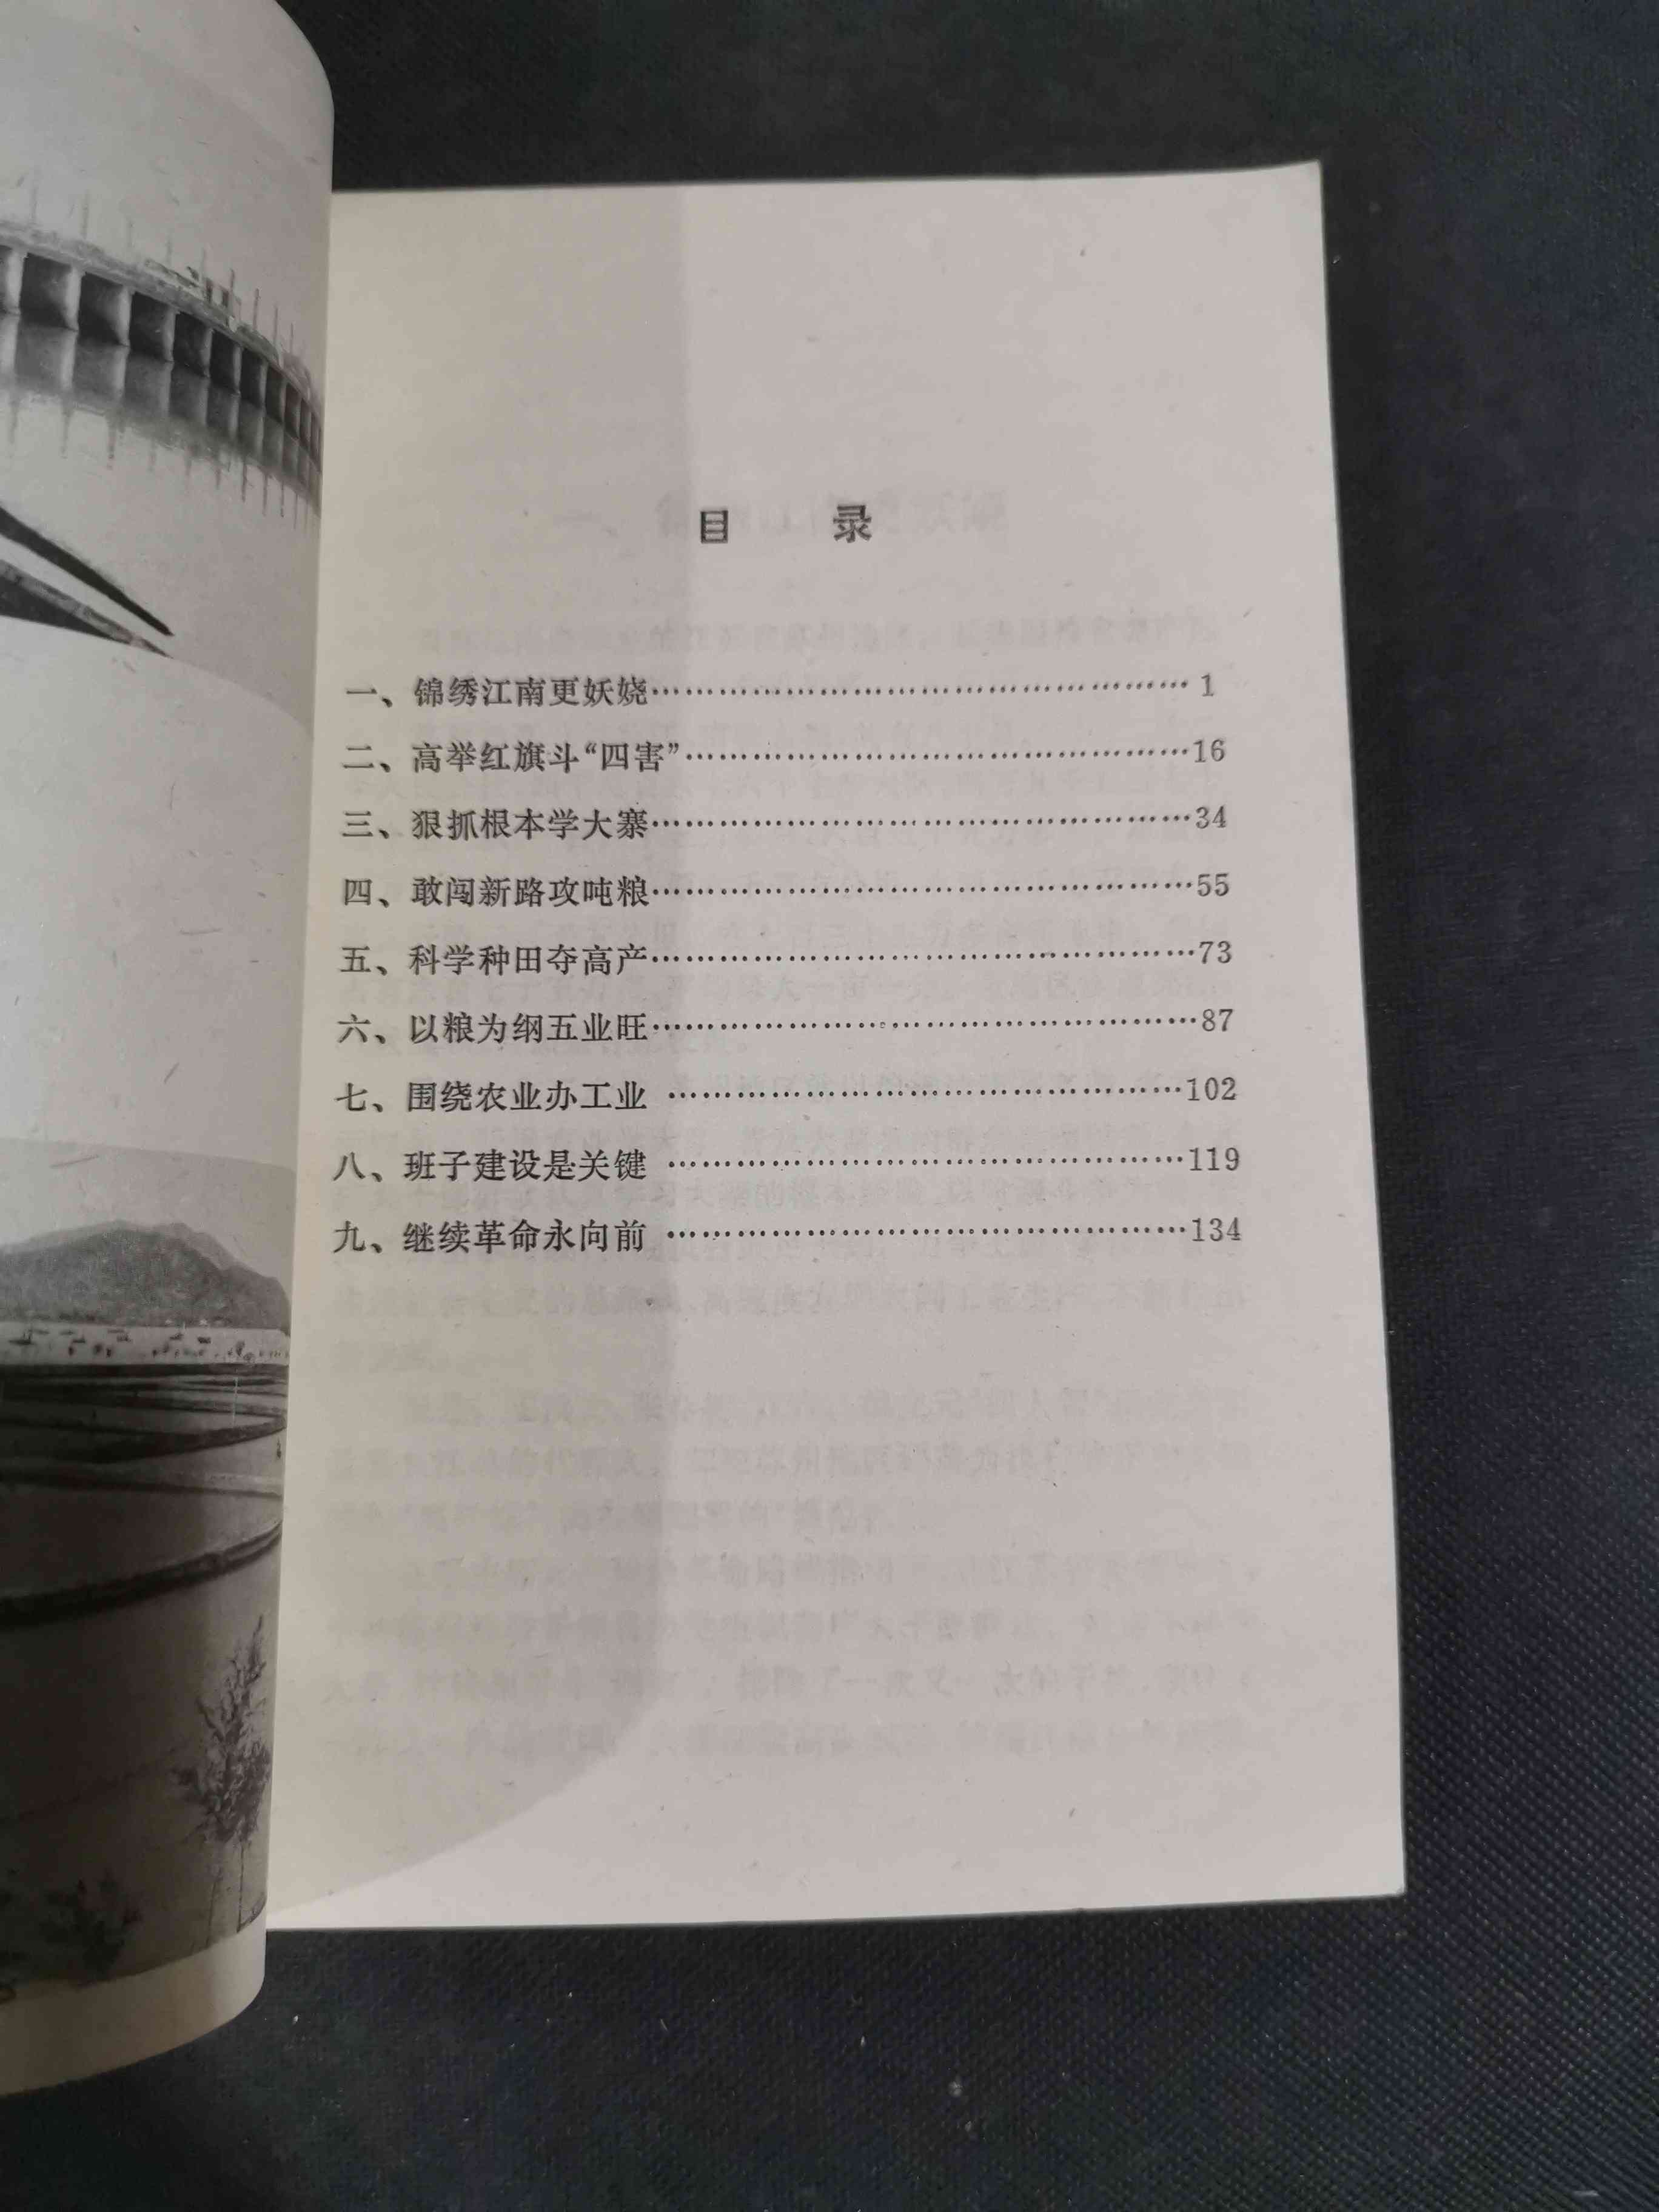 目 录
一、锦绣江南更妖娆……………………………………………1
二、高举红旗斗“四害”…………………………………………16
三、狠抓根本学大寨……………………………………………34
四、敢闯新路攻吨粮……………………………………………55
五、科学种田夺高产……………………………………………73
六、以粮为纲五业旺……………………………………………87
七、围绕农业办工业……………………………………………102
八、班子建设是关键……………………………………………119
九、继续革命永向前……………………………………………134